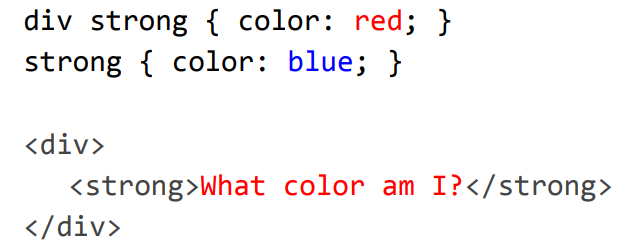 div strong { color: red; }
strong { color: blue; }
<div>
<strong>What color am I?</strong>
</div>